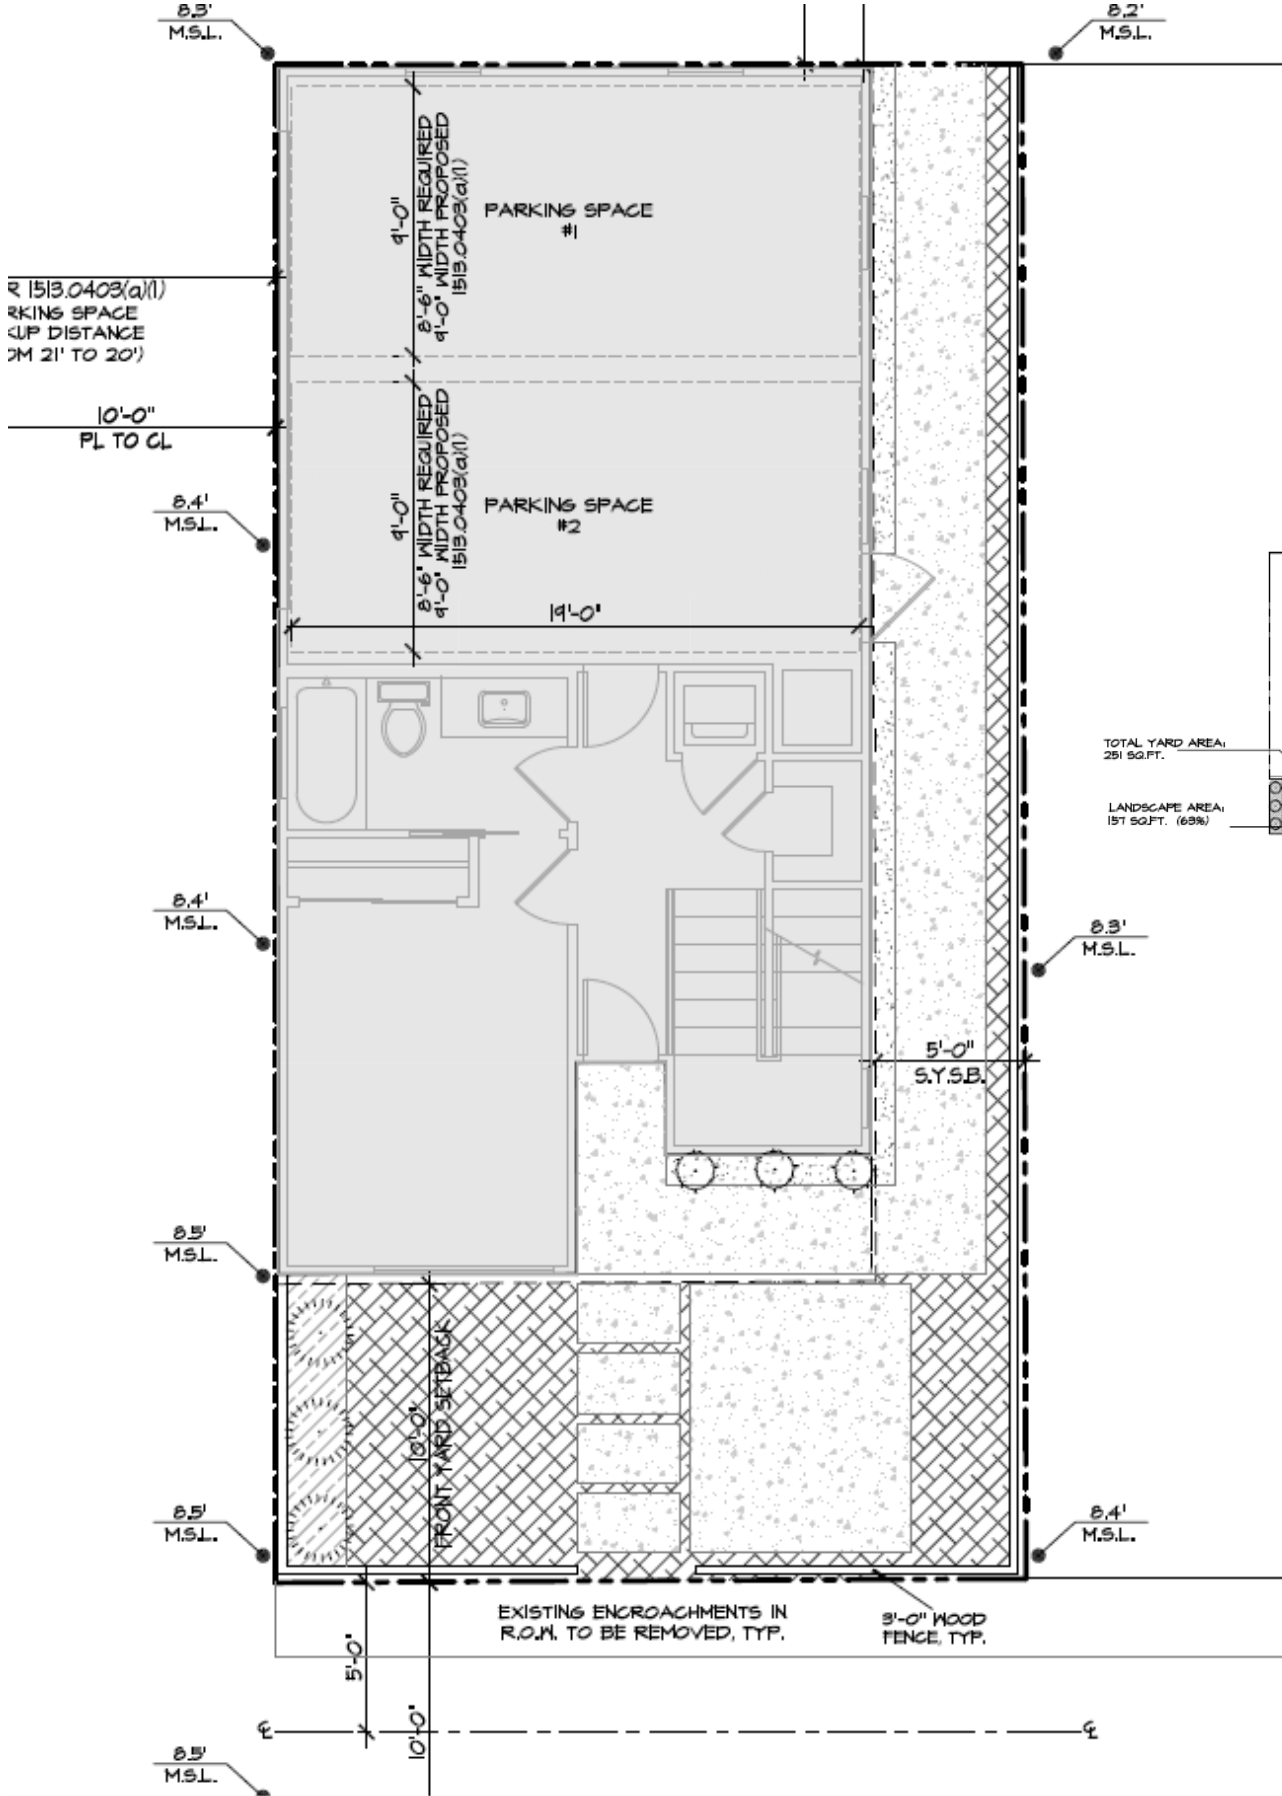 8.3'
M.S.L.
8.2'
M.S.L.
9'-0"
8'-6" WIDTH REQUIRED
9'-0" WIDTH PROPOSED
1513.0403(a)(1)
PARKING SPACE
#1
R 1513.0403(a)(1)
RKING SPACE
KUP DISTANCE
OM 21' TO 20')
10'-0"
PL TO CL
8.4'
M.S.L.
9'-0"
8'-6" WIDTH REQUIRED
9'-0" WIDTH PROPOSED
1513.0403(a)(1)
PARKING SPACE
#2
19'-0"
TOTAL YARD AREA:
251 SQ.FT.
LANDSCAPE AREA:
157 SQ.FT. (63%)
8.4'
M.S.L.
8.3'
M.S.L.
5'-0"
S.Y.S.B.
8.5'
M.S.L.
10'-0"
FRONT YARD SETBACK
8.5'
M.S.L.
8.4'
M.S.L.
EXISTING ENCROACHMENTS IN
R.O.W. TO BE REMOVED, TYP.
3'-0" WOOD
FENCE, TYP.
5'-0"
10'-0"
8.5'
M.S.L.